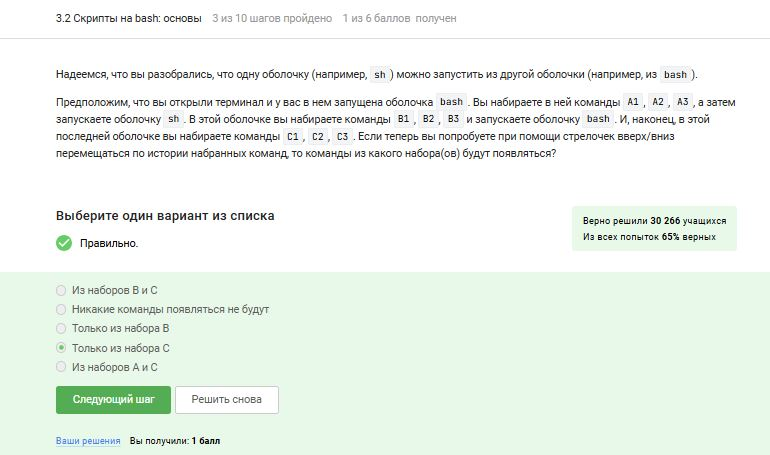 3.2 Скрипты на bash: основы 3 из 10 шагов пройдено 1 из 6 баллов получен
Надеемся, что вы разобрались, что одну оболочку (например, sh) можно запустить из другой оболочки (например, из bash).
Предположим, что вы открыли терминал и у вас в нем запущена оболочка bash. Вы набираете в ней команды A1, A2, A3, а затем
запускаете оболочку sh. В этой оболочке вы набираете команды B1, B2, B3 и запускаете оболочку bash. И, наконец, в этой
последней оболочке вы набираете команды C1, C2, C3. Если теперь вы попробуете при помощи стрелочек вверх/вниз
перемещаться по истории набранных команд, то команды из какого набора(ов) будут появляться?
Выберите один вариант из списка
Правильно.
Верно решили 30 266 учащихся
Из всех попыток 65% верных
Из наборов B и C
Никакие команды появляться не будут
Только из набора B
Только из набора C
Из наборов A и C
Следующий шаг Решить снова
Ваши решения Вы получили: 1 балл